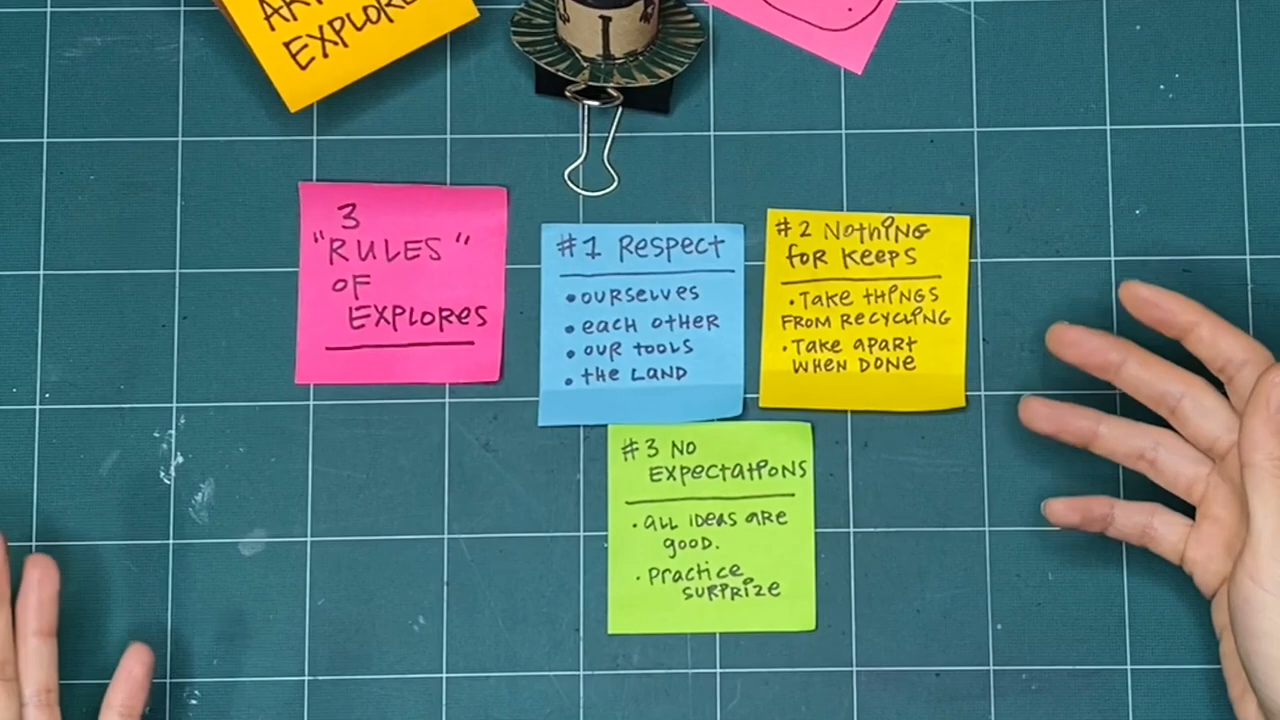 EXPLORE
3
"RULES"
OF
EXPLORES
#1 Respect
• ourselves
• each other
• our tools
• the Land
#2 Nothing
for Keeps
• Take things
from recycling
• Take apart
when done
#3 No
Expectations
• all ideas are
good.
• Practice
surprize